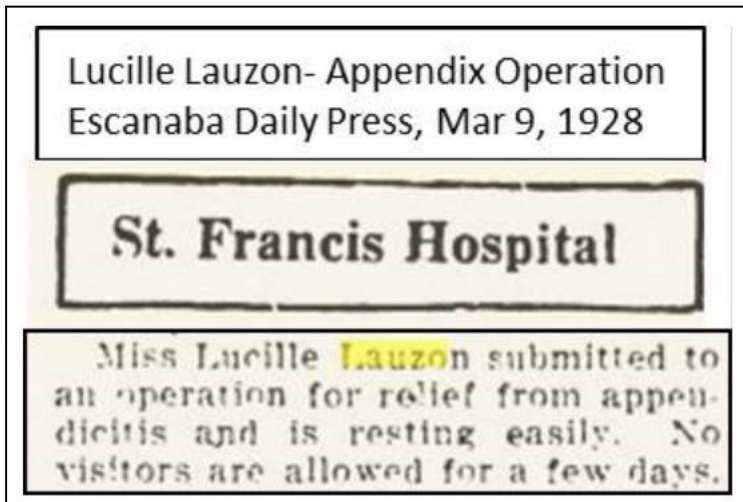 Lucille Lauzon- Appendix Operation
Escanaba Daily Press, Mar 9, 1928
St. Francis Hospital
Miss Lucille Lauzon submitted to
an operation for relief from appen-
dicitis and is resting easily. No
visitors are allowed for a few days.